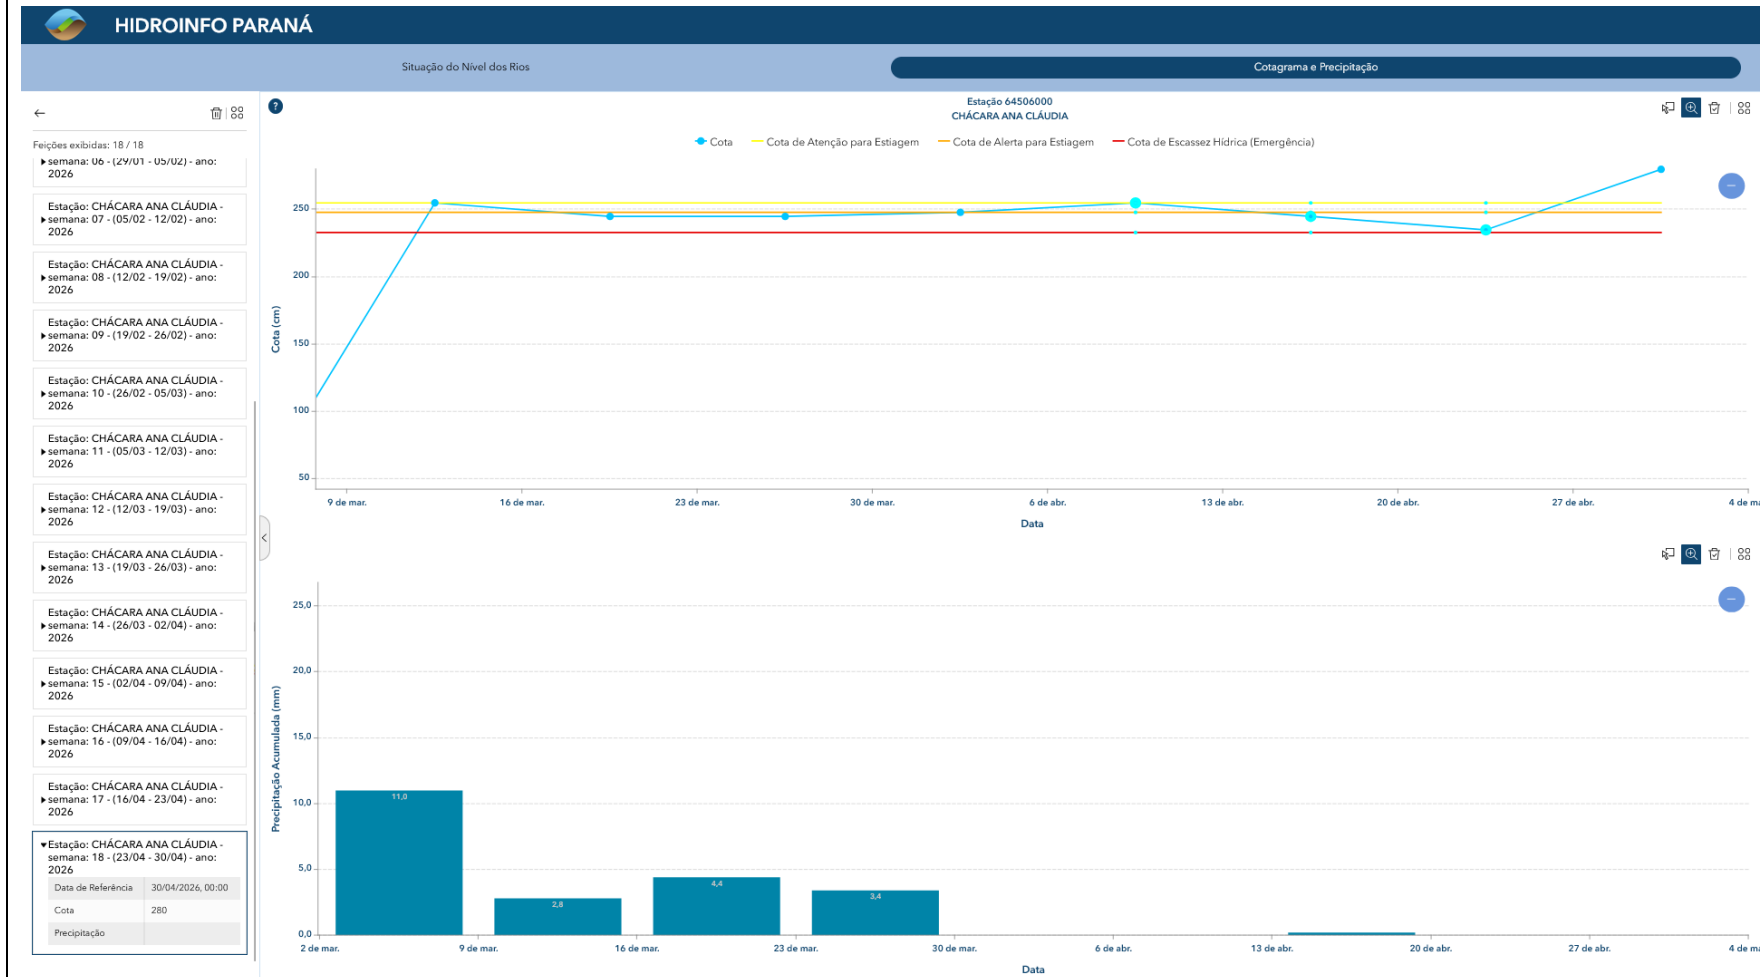 HIDROINFO PARANÁ
Situação do Nível dos Rios
Cotagrama e Precipitação
Feições exibidas: 18 / 18
semana: 06 - (29/01 - 05/02) - ano:
2026
Estação: CHÁCARA ANA CLÁUDIA -
semana: 07 - (05/02 - 12/02) - ano:
2026
Estação: CHÁCARA ANA CLÁUDIA -
semana: 08 - (12/02 - 19/02) - ano:
2026
Estação: CHÁCARA ANA CLÁUDIA -
semana: 09 - (19/02 - 26/02) - ano:
2026
Estação: CHÁCARA ANA CLÁUDIA -
semana: 10 - (26/02 - 05/03) - ano:
2026
Estação: CHÁCARA ANA CLÁUDIA -
semana: 11 - (05/03 - 12/03) - ano:
2026
Estação: CHÁCARA ANA CLÁUDIA -
semana: 12 - (12/03 - 19/03) - ano:
2026
Estação: CHÁCARA ANA CLÁUDIA -
semana: 13 - (19/03 - 26/03) - ano:
2026
Estação: CHÁCARA ANA CLÁUDIA -
semana: 14 - (26/03 - 02/04) - ano:
2026
Estação: CHÁCARA ANA CLÁUDIA -
semana: 15 - (02/04 - 09/04) - ano:
2026
Estação: CHÁCARA ANA CLÁUDIA -
semana: 16 - (09/04 - 16/04) - ano:
2026
Estação: CHÁCARA ANA CLÁUDIA -
semana: 17 - (16/04 - 23/04) - ano:
2026
Estação: CHÁCARA ANA CLÁUDIA -
semana: 18 - (23/04 - 30/04) - ano:
2026
Data de Referência 30/04/2026, 00:00
Cota 280
Precipitação
?
Estação 64506000
CHÁCARA ANA CLÁUDIA
Cota Cota de Atenção para Estiagem Cota de Alerta para Estiagem Cota de Escassez Hídrica (Emergência)
Cota (cm)
250
200
150
100
50
9 de mar. 16 de mar. 23 de mar. 30 de mar. 6 de abr. 13 de abr. 20 de abr. 27 de abr. 4 de ma
Data
Precipitação Acumulada (mm)
25,0
20,0
15,0
10,0
5,0
0,0
11,0
2,8
4,4
3,4
2 de mar. 9 de mar. 16 de mar. 23 de mar. 30 de mar. 6 de abr. 13 de abr. 20 de abr. 27 de abr. 4 de ma
Data